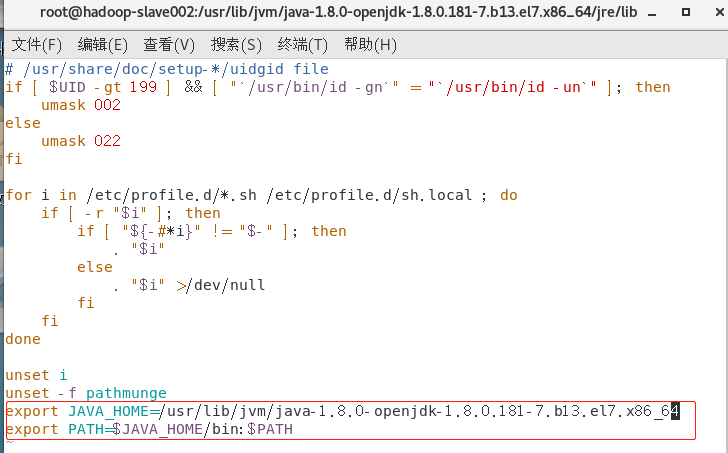 root@hadoop-slave002:/usr/lib/jvm/java-1.8.0-openjdk-1.8.0.181-7.b13.el7.x86_64/jre/lib
文件(F) 编辑(E) 查看(V) 搜索(S) 终端(T) 帮助(H)
# /usr/share/doc/setup-*/uidgid file
if [ $UID -gt 199 ] && [ "`/usr/bin/id -gn`" = "`/usr/bin/id -un`" ]; then
    umask 002
else
    umask 022
fi

for i in /etc/profile.d/*.sh /etc/profile.d/sh.local ; do
    if [ -r "$i" ]; then
        if [ "${-#*i}" != "$-" ]; then
            . "$i"
        else
            . "$i" >/dev/null
        fi
    fi
done

unset i
unset -f pathmunge
export JAVA_HOME=/usr/lib/jvm/java-1.8.0-openjdk-1.8.0.181-7.b13.el7.x86_64
export PATH=$JAVA_HOME/bin:$PATH
~